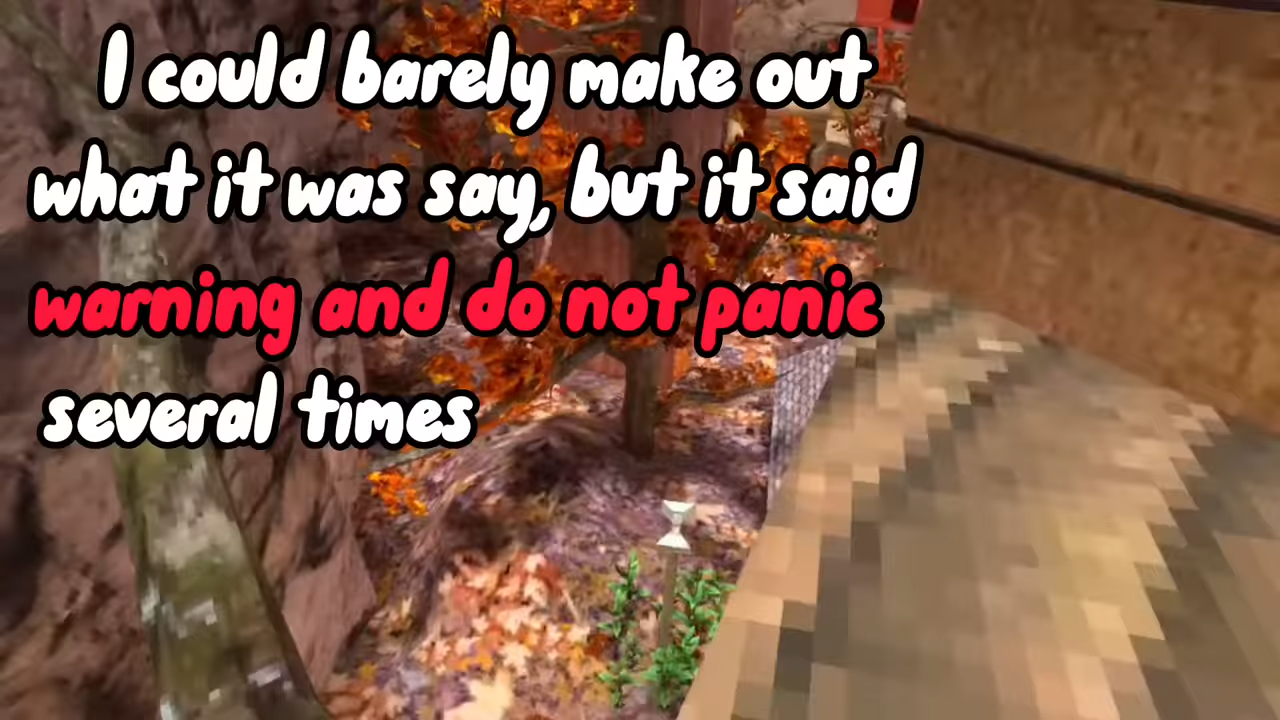 I could barely make out
what it was say, but it said
warning and do not panic
several times